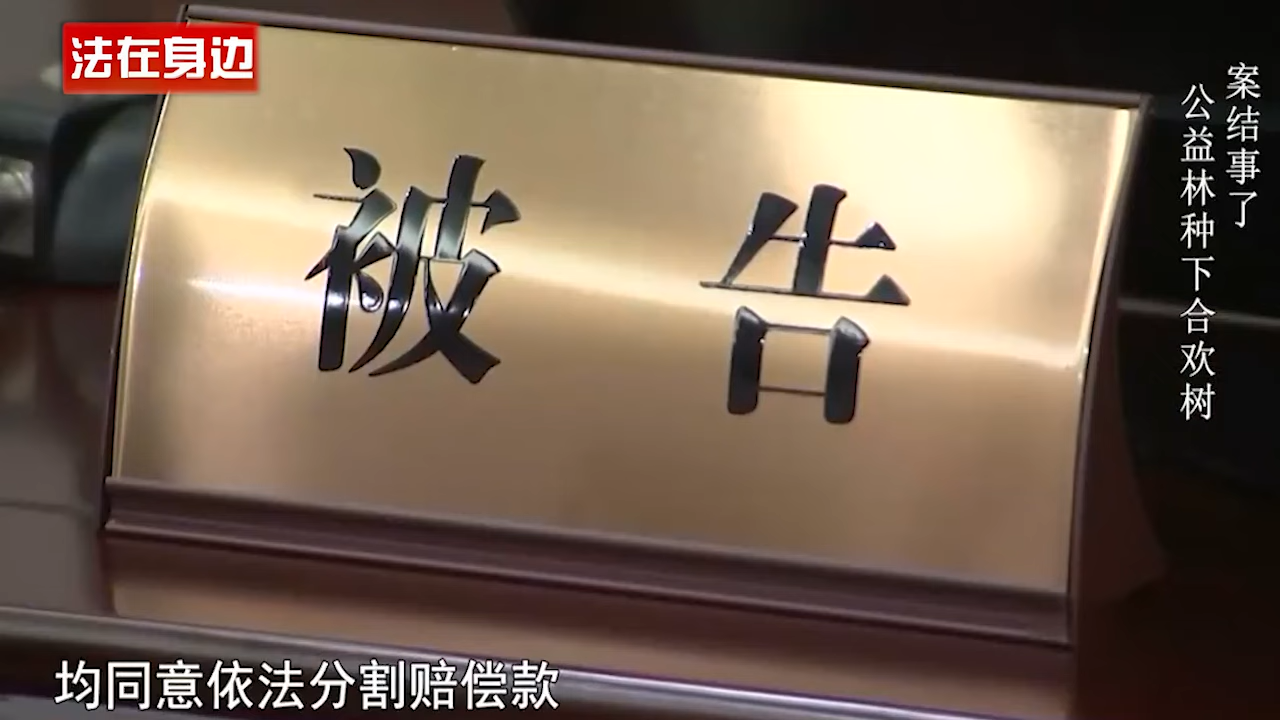 法在身边
案结事了
公益林种下合欢树
被告
均同意依法分割赔偿款